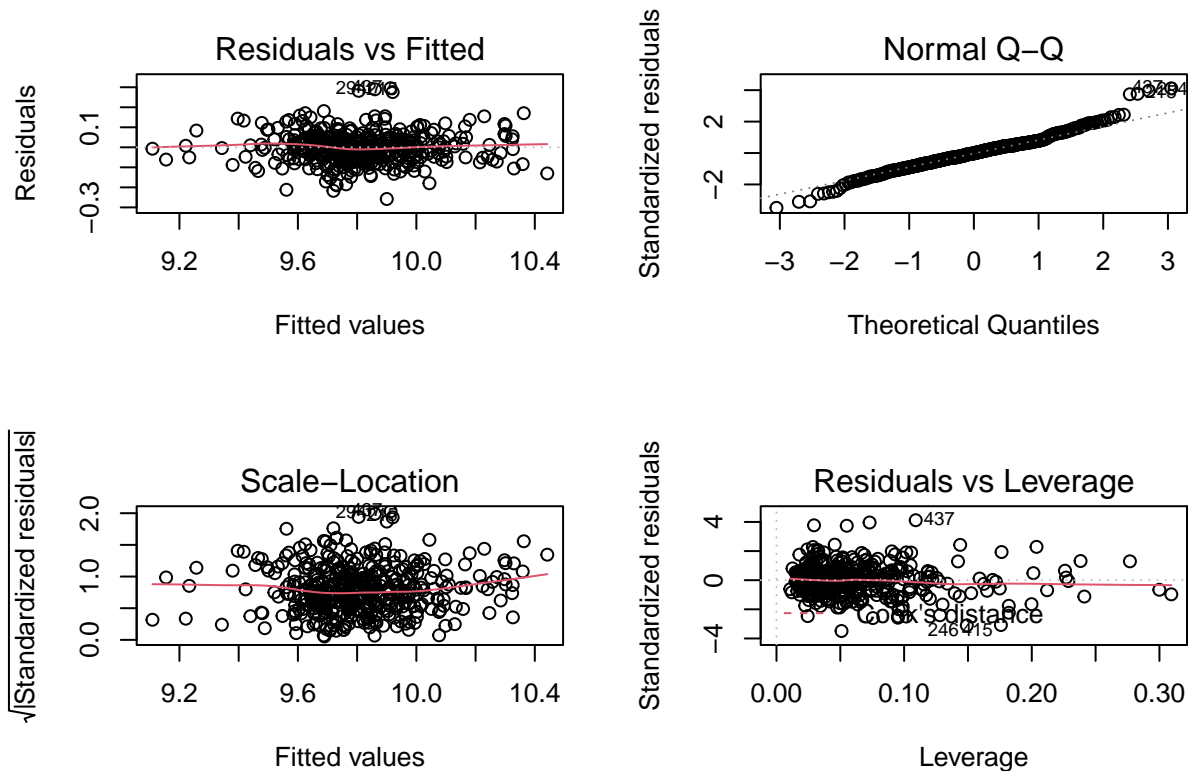 Residuals vs Fitted
Residuals
0.1
−0.3
9.2 9.6 10.0 10.4
Fitted values
Normal Q−Q
Standardized residuals
2
−2
437
−3 −2 −1 0 1 2 3
Theoretical Quantiles
Scale−Location
√|Standardized residuals|
2.0
1.0
0.0
9.2 9.6 10.0 10.4
Fitted values
Residuals vs Leverage
Standardized residuals
4
0
−4
437
Cook's distance
246 415
0.00 0.10 0.20 0.30
Leverage